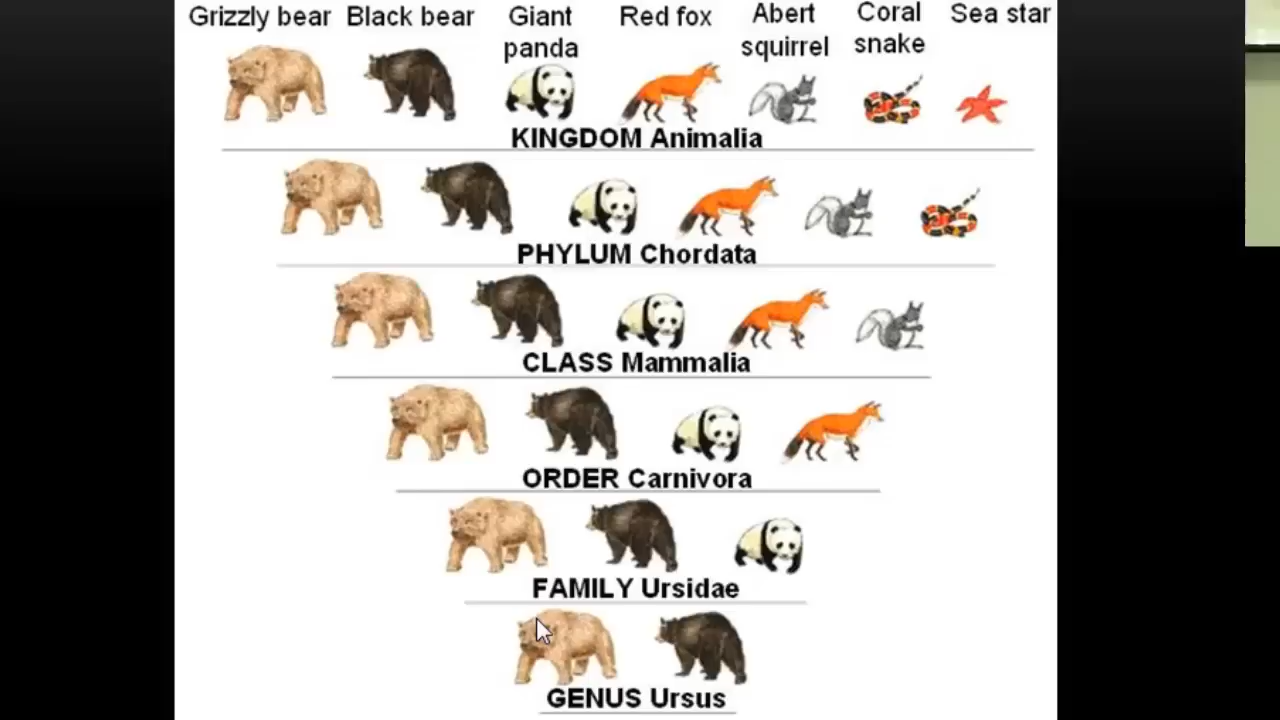 Grizzly bear Black bear Giant panda Red fox Abert squirrel Coral snake Sea star
KINGDOM Animalia
PHYLUM Chordata
CLASS Mammalia
ORDER Carnivora
FAMILY Ursidae
GENUS Ursus